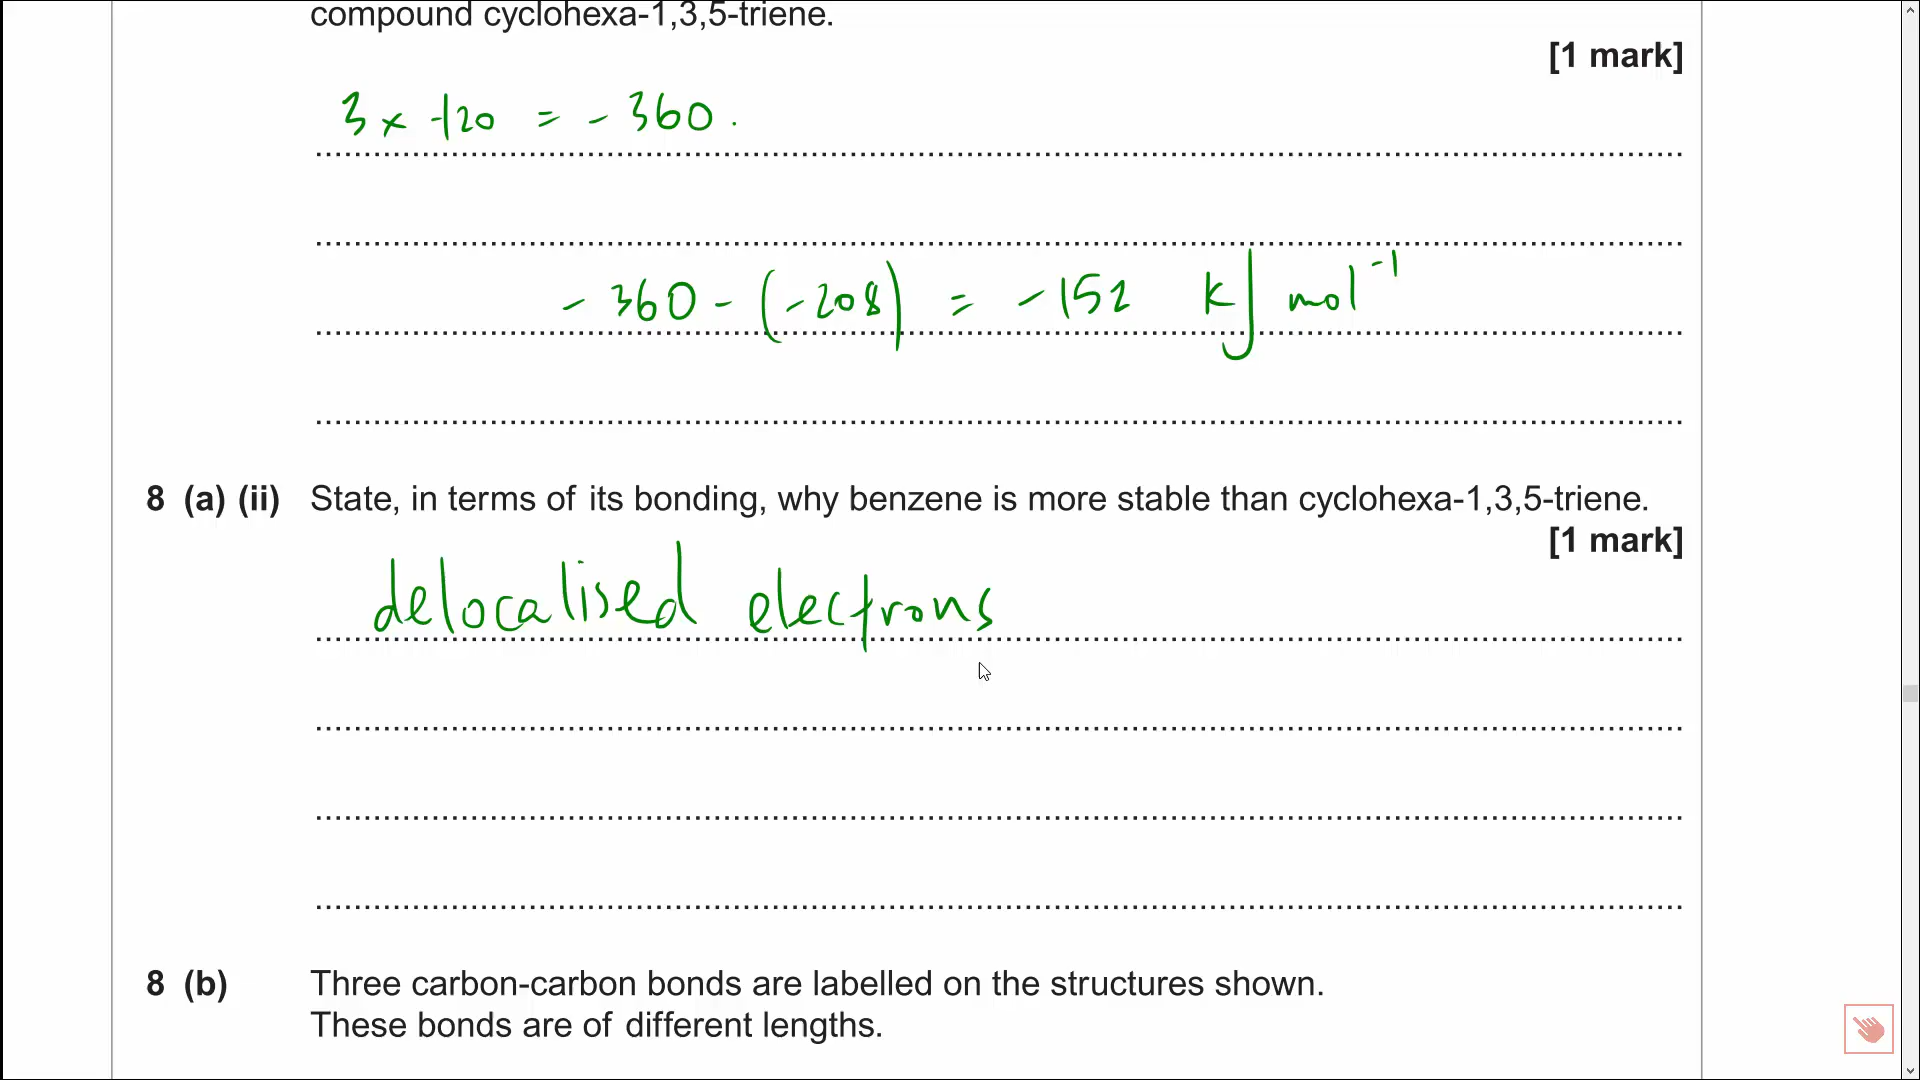 compound cyclohexa-1,3,5-triene.
[1 mark]
3 x -120 = - 360.
- 360 - (-208) = -152 kJ mol⁻¹
8 (a) (ii) State, in terms of its bonding, why benzene is more stable than cyclohexa-1,3,5-triene.
[1 mark]
delocalised electrons
8 (b) Three carbon-carbon bonds are labelled on the structures shown.
These bonds are of different lengths.